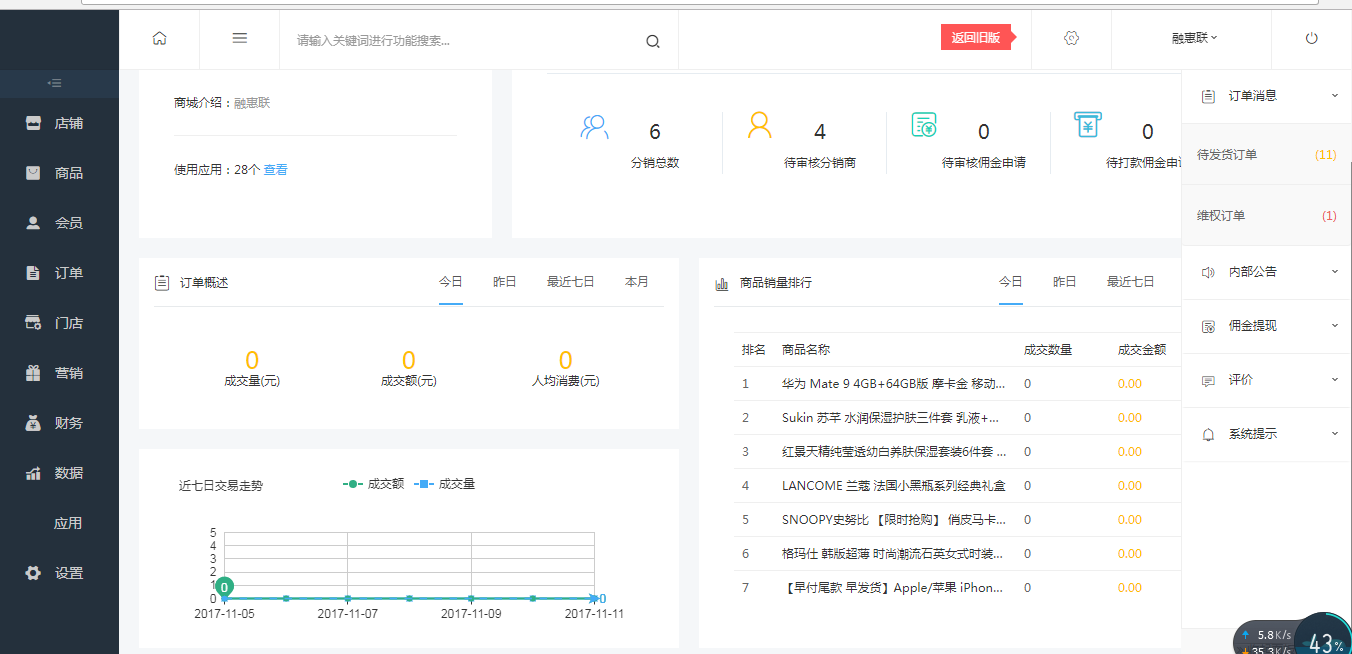 请输入关键词进行功能搜索...
返回旧版
融惠联
店铺
商品
会员
订单
门店
营销
财务
数据
应用
设置
商城介绍：融惠联
使用应用：28个 查看
6
分销总数
4
待审核分销商
0
待审核佣金申请
0
待打款佣金申
订单消息
待发货订单 (11)
维权订单 (1)
内部公告
佣金提现
评价
系统提示
订单概述
今日 昨日 最近七日 本月
0 0 0
成交量(元) 成交额(元) 人均消费(元)
近七日交易走势
成交额 成交量
5
4
3
2
1
0
0
0
2017-11-05 2017-11-07 2017-11-09 2017-11-11
商品销量排行
今日 昨日 最近七日
排名 商品名称 成交数量 成交金额
1 华为 Mate 9 4GB+64GB版 摩卡金 移动... 0 0.00
2 Sukin 苏芊 水润保湿护肤三件套 乳液+... 0 0.00
3 红景天精纯莹透幼白养肤保湿套装6件套 ... 0 0.00
4 LANCOME 兰蔻 法国小黑瓶系列经典礼盒 0 0.00
5 SNOOPY史努比 【限时抢购】 俏皮马卡... 0 0.00
6 格玛仕 韩版超薄 时尚潮流石英女式时装... 0 0.00
7 【早付尾款 早发货】Apple/苹果 iPhon... 0 0.00
5.8K/s
35.3K/s
43%